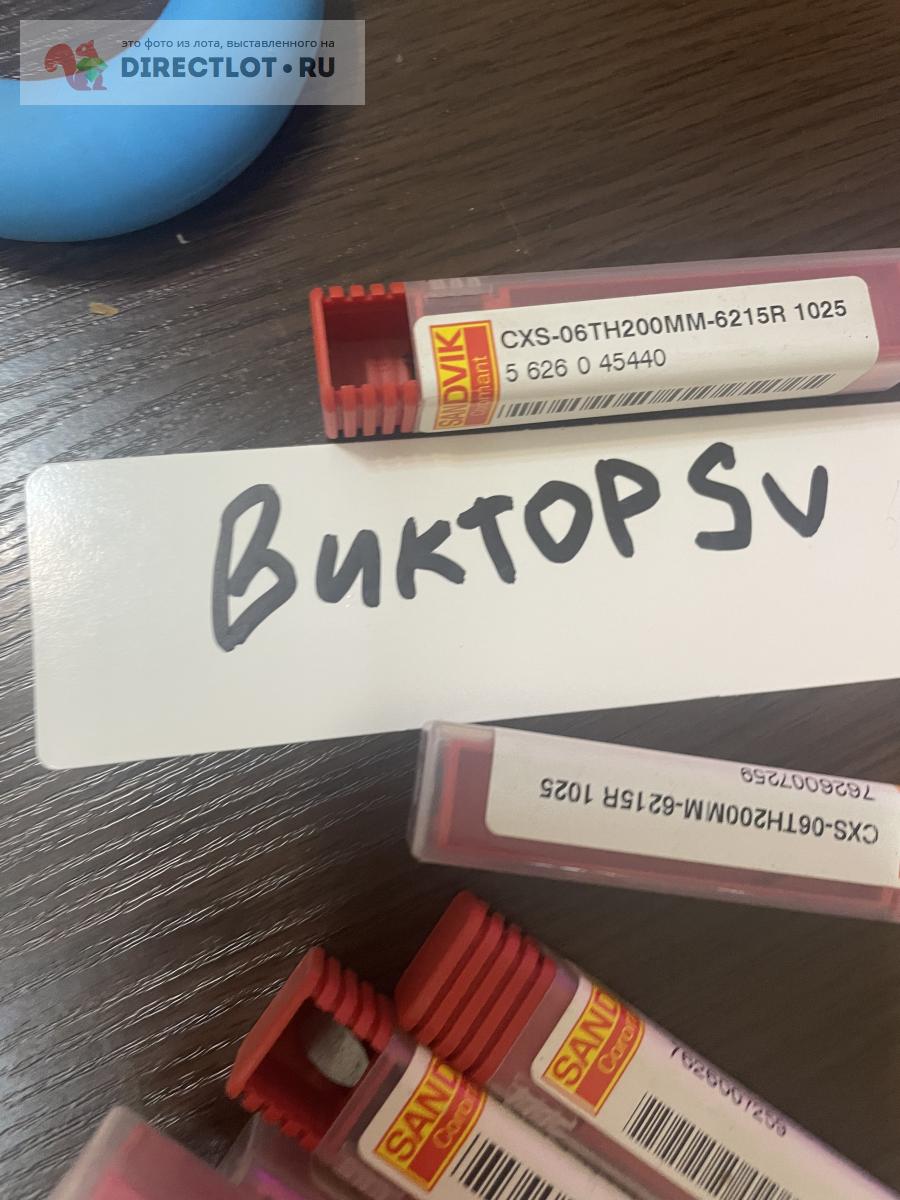 это фото из лота, выставленного на
DIRECTLOT•RU
SANDVIK
CXS-06TH200MM-6215R 1025
5 626 0 45440
Виктор Sv
CXS-06TH200MM-6215R 1025
7626007259
SAND
Coro
7626007259
SAND
Coro